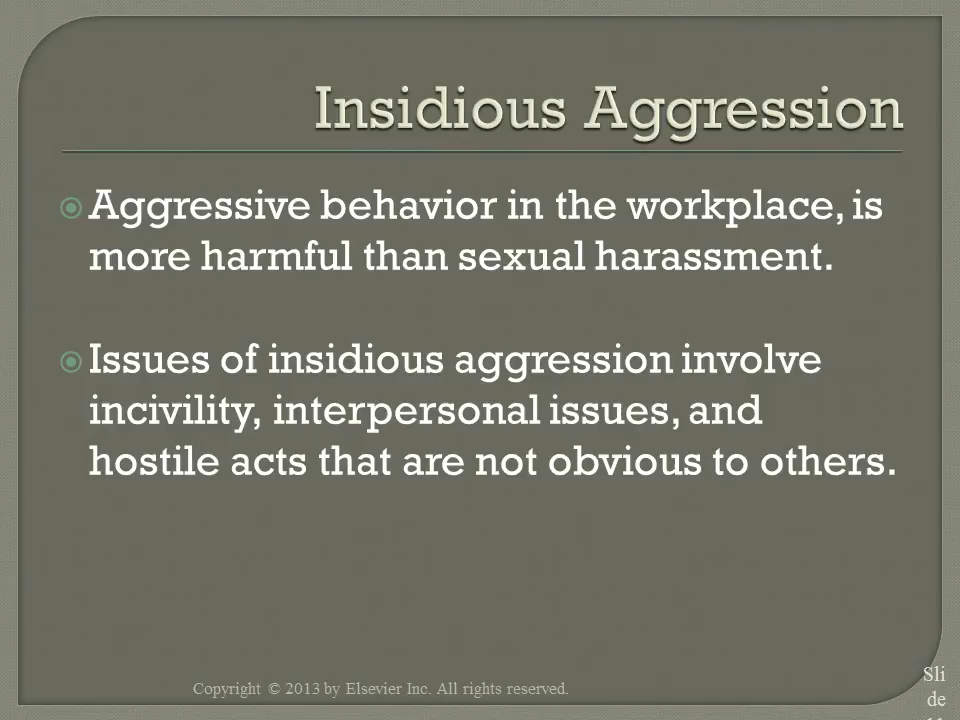 Insidious Aggression
Aggressive behavior in the workplace, is
more harmful than sexual harassment.
Issues of insidious aggression involve
incivility, interpersonal issues, and
hostile acts that are not obvious to others.
Copyright © 2013 by Elsevier Inc. All rights reserved.
Sli
de